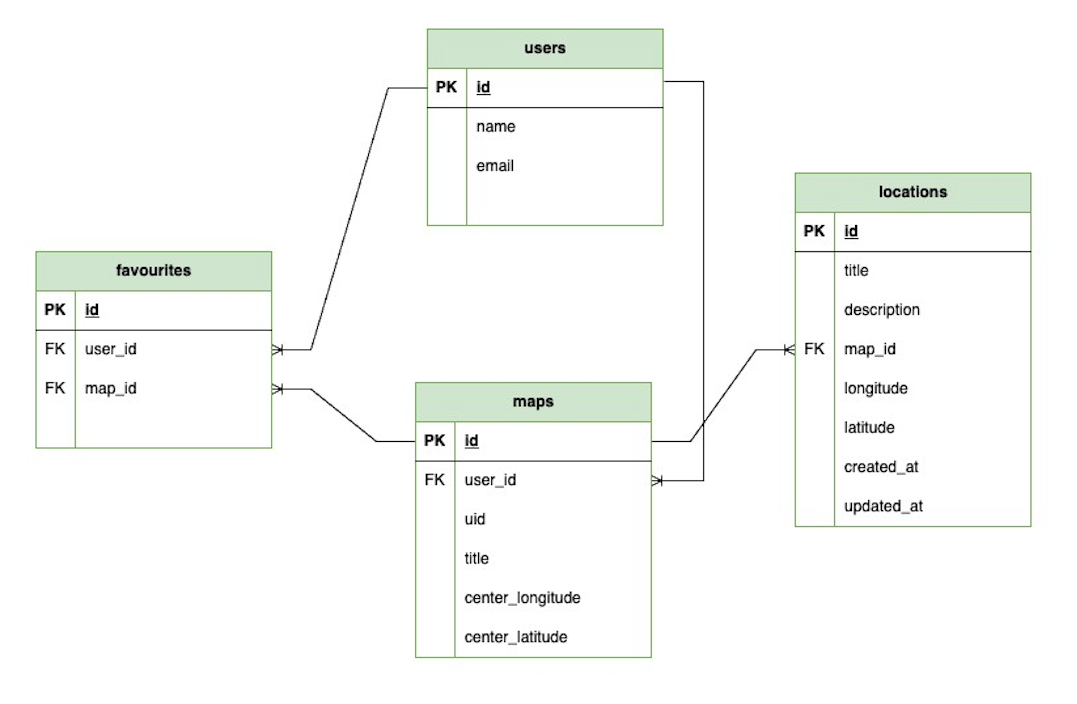 users
PK id
name
email
locations
PK id
title
description
FK map_id
longitude
latitude
created_at
updated_at
favourites
PK id
FK user_id
FK map_id
maps
PK id
FK user_id
uid
title
center_longitude
center_latitude